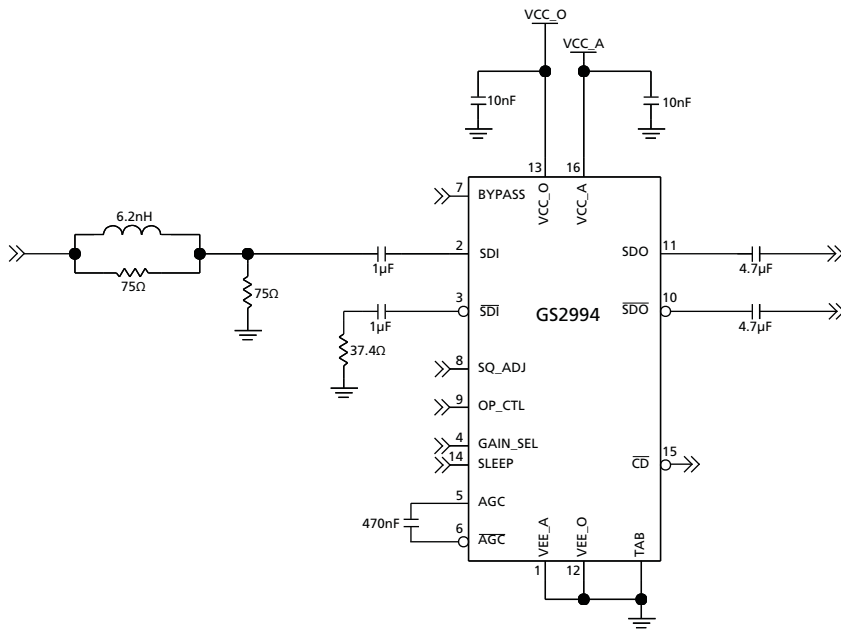 VCC_O
VCC_A
10nF
10nF
13
16
VCC_O
VCC_A
7
BYPASS
6.2nH
75Ω
75Ω
1µF
2
SDI
SDO
11
4.7µF
1µF
3
SDI
GS2994
SDO
10
4.7µF
37.4Ω
8
SQ_ADJ
9
OP_CTL
4
GAIN_SEL
14
SLEEP
CD
15
5
AGC
470nF
6
AGC
VEE_A
VEE_O
TAB
1
12